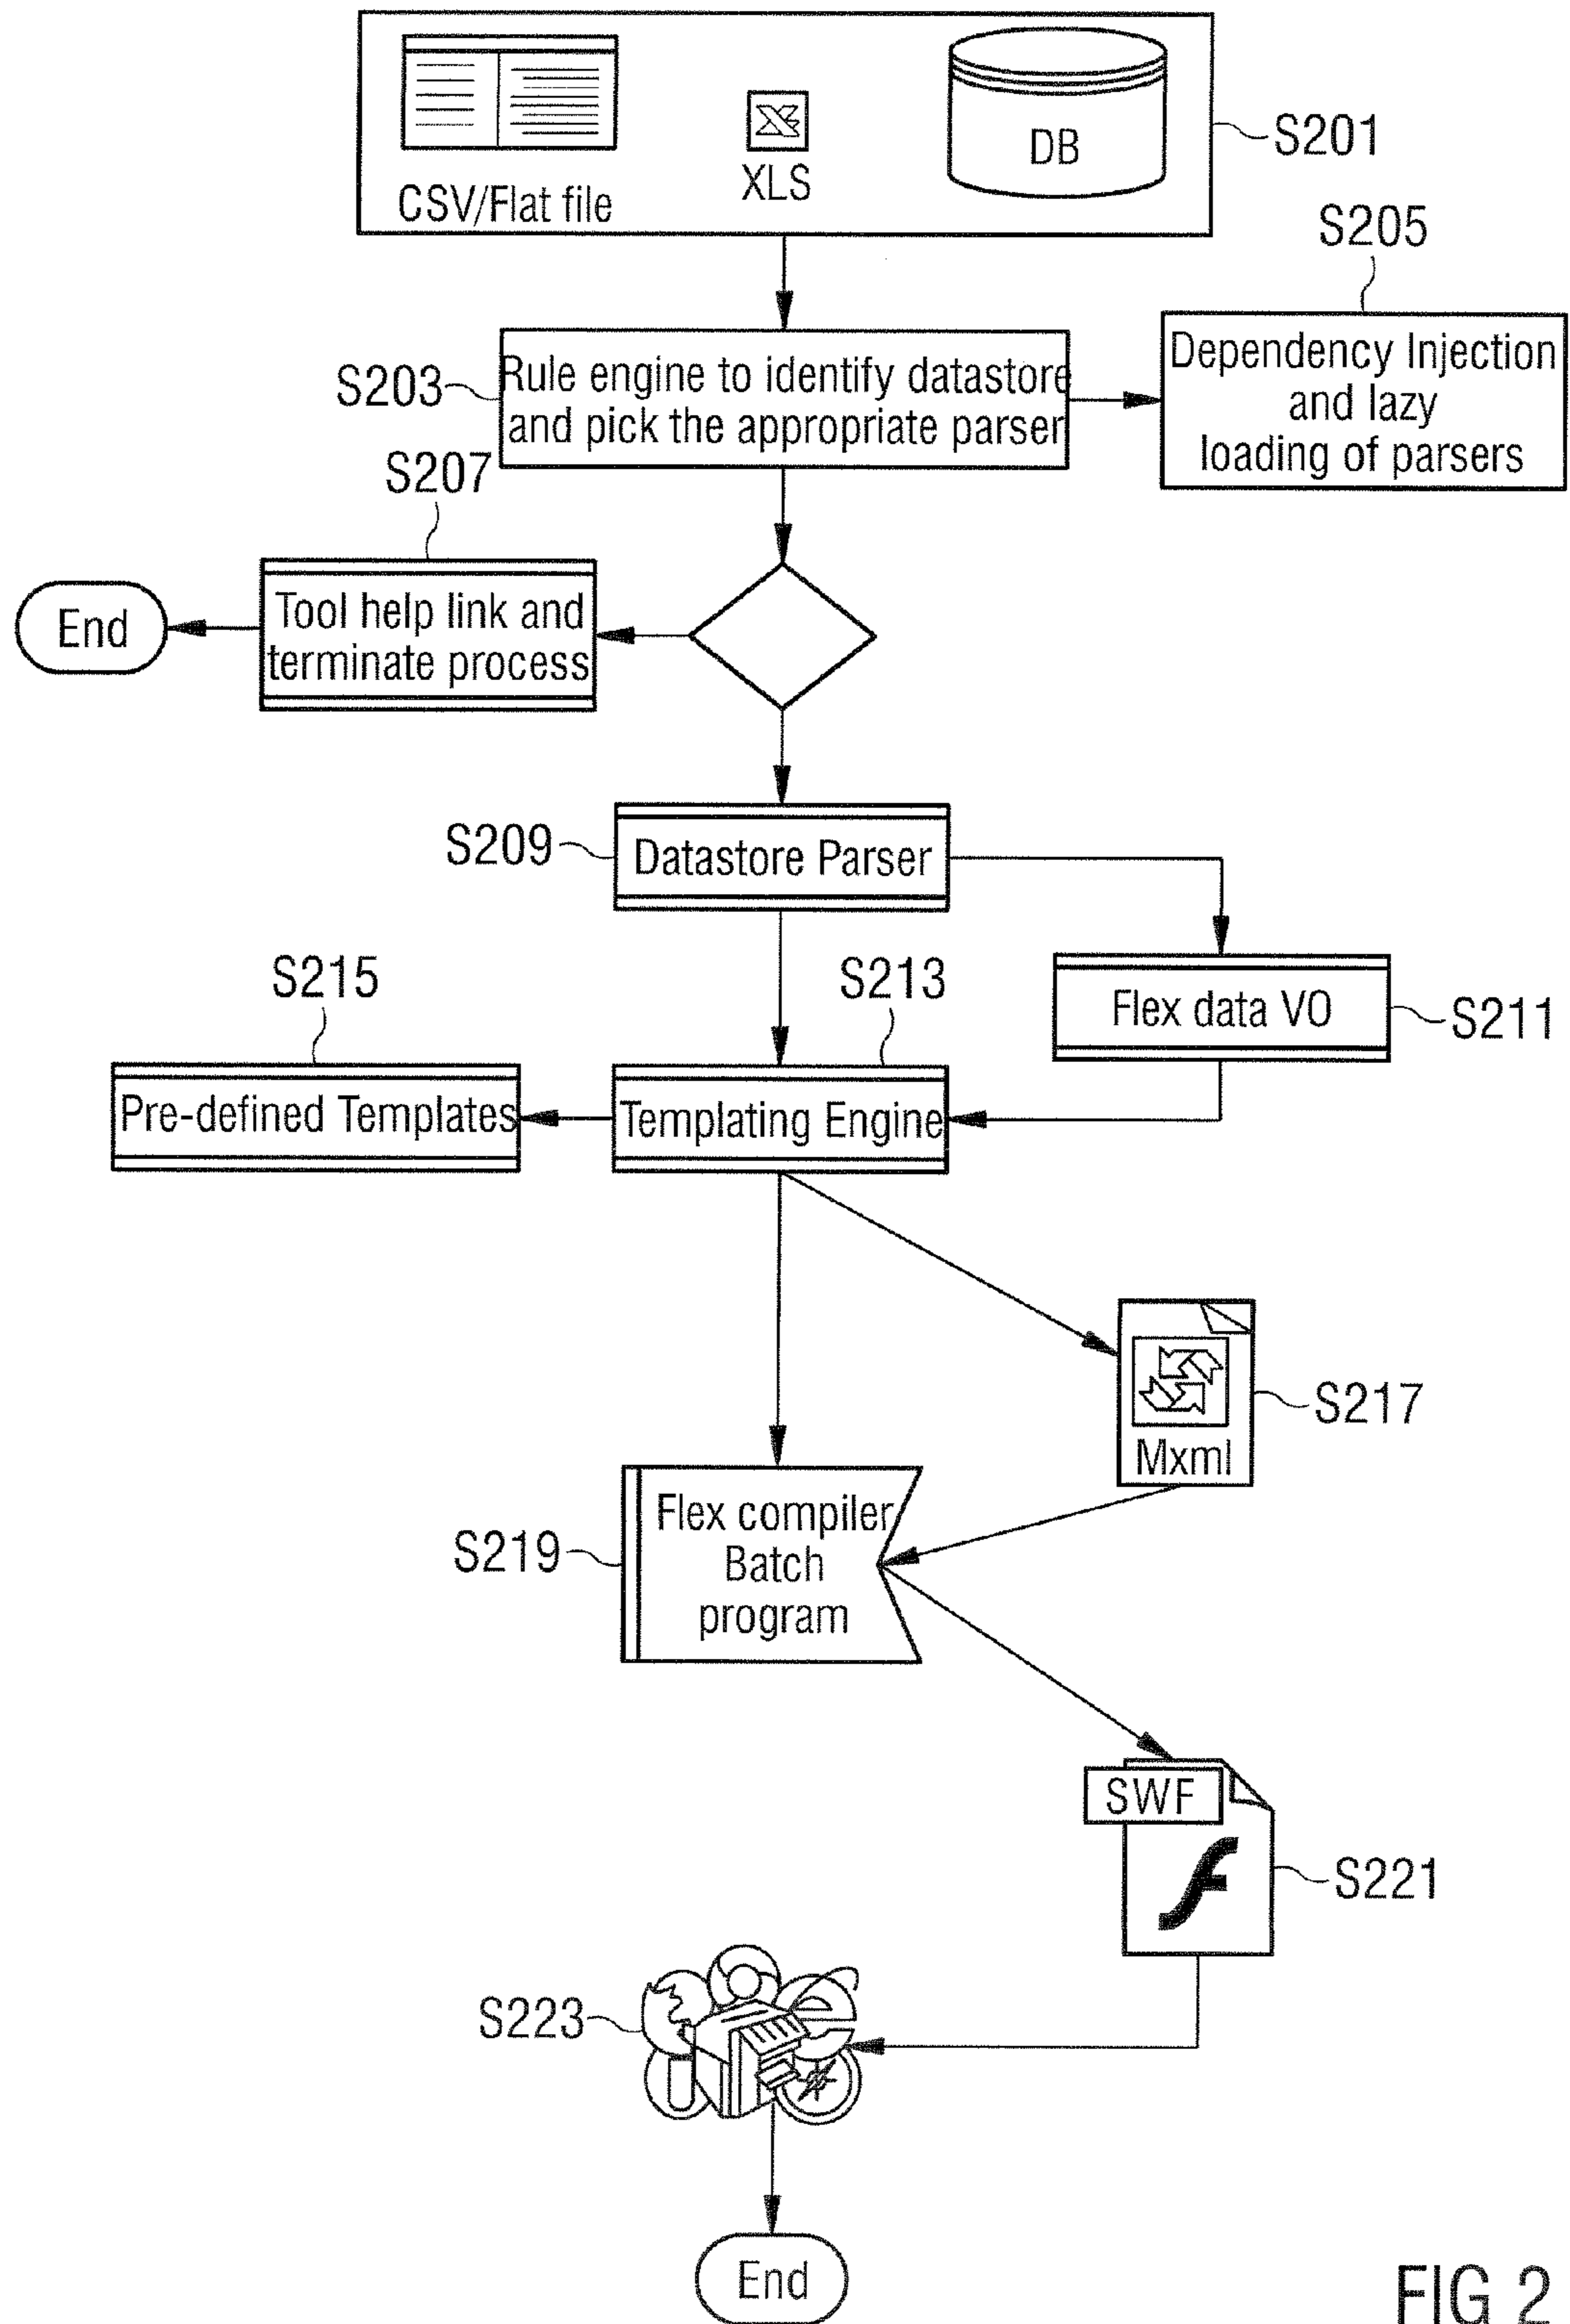 CSV/Flat file
XLS
DB
S201
S205
S203
Rule engine to identify datastore
and pick the appropriate parser
Dependency Injection
and lazy
loading of parsers
S207
End
Tool help link and
terminate process
S209
Datastore Parser
S215
S213
Flex data VO
S211
Pre-defined Templates
Templating Engine
Mxml
S217
S219
Flex compiler
Batch
program
SWF
S221
S223
End
FIG 2